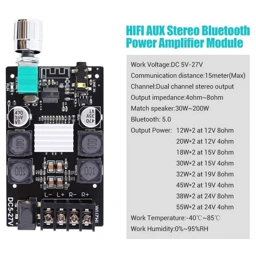 HIFI AUX Stereo Bluetooth
Power Amplifier Module
Work Voltage: DC 5V-27V
Communication distance:15meter(Max)
Channel:Dual channel stereo output
Output impedance:4ohm~8ohm
Match speaker:30W~200W
Bluetooth: 5.0
Output Power: 12W×2 at 12V 8ohm
20W×2 at 12V 4ohm
18W×2 at 15V 8ohm
30W×2 at 15V 4ohm
32W×2 at 19V 8ohm
45W×2 at 19V 4ohm
38W×2 at 24V 8ohm
55W×2 at 24V 4ohm
Work Temperature: -40℃~85℃
Work Humidity:0%~95%RH
L+ L- R- R+
DC5-27V